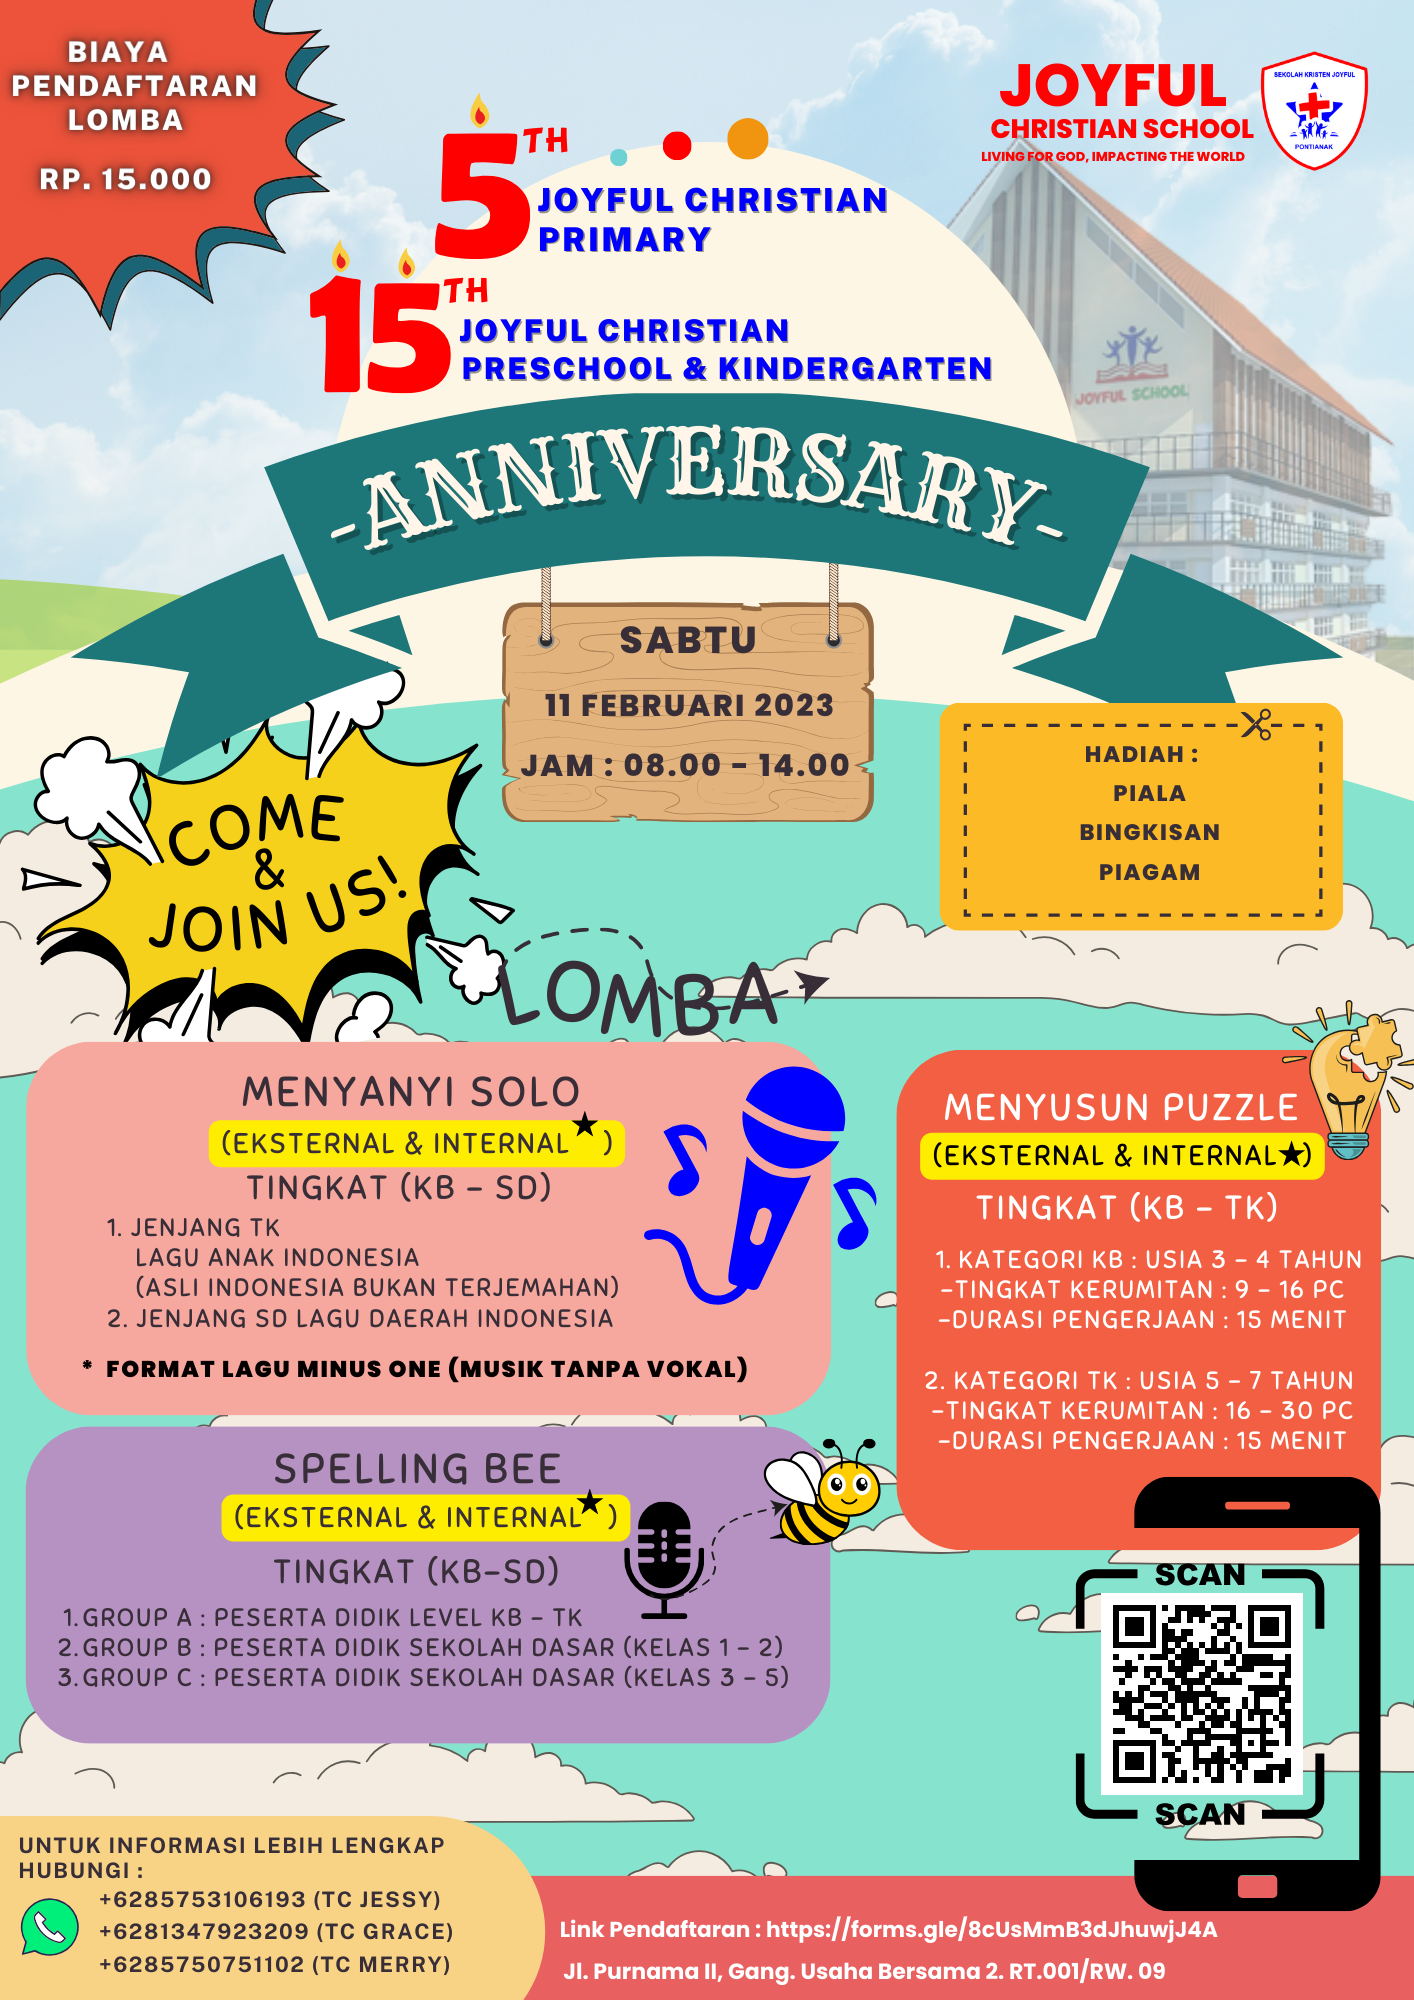 BIAYA
PENDAFTARAN
LOMBA
RP. 15.000
JOYFUL
CHRISTIAN SCHOOL
LIVING FOR GOD, IMPACTING THE WORLD
SEKOLAH KRISTEN JOYFUL
PONTIANAK
5TH
JOYFUL CHRISTIAN
PRIMARY
15TH
JOYFUL CHRISTIAN
PRESCHOOL & KINDERGARTEN
JOYFUL SCHOOL
-ANNIVERSARY-
SABTU
11 FEBRUARI 2023
JAM : 08.00 - 14.00
HADIAH :
PIALA
BINGKISAN
PIAGAM
COME
&
JOIN US!
LOMBA
MENYANYI SOLO
(EKSTERNAL & INTERNAL★)
TINGKAT (KB - SD)
1. JENJANG TK
LAGU ANAK INDONESIA
(ASLI INDONESIA BUKAN TERJEMAHAN)
2. JENJANG SD LAGU DAERAH INDONESIA
* FORMAT LAGU MINUS ONE (MUSIK TANPA VOKAL)
MENYUSUN PUZZLE
(EKSTERNAL & INTERNAL★)
TINGKAT (KB - TK)
1. KATEGORI KB : USIA 3 - 4 TAHUN
-TINGKAT KERUMITAN : 9 - 16 PC
-DURASI PENGERJAAN : 15 MENIT
2. KATEGORI TK : USIA 5 - 7 TAHUN
-TINGKAT KERUMITAN : 16 - 30 PC
-DURASI PENGERJAAN : 15 MENIT
SPELLING BEE
(EKSTERNAL & INTERNAL★)
TINGKAT (KB-SD)
1.GROUP A : PESERTA DIDIK LEVEL KB - TK
2.GROUP B : PESERTA DIDIK SEKOLAH DASAR (KELAS 1 - 2)
3.GROUP C : PESERTA DIDIK SEKOLAH DASAR (KELAS 3 - 5)
SCAN
SCAN
UNTUK INFORMASI LEBIH LENGKAP
HUBUNGI :
+6285753106193 (TC JESSY)
+6281347923209 (TC GRACE)
+6285750751102 (TC MERRY)
Link Pendaftaran : https://forms.gle/8cUsMmB3dJhuwjJ4A
Jl. Purnama II, Gang. Usaha Bersama 2. RT.001/RW. 09